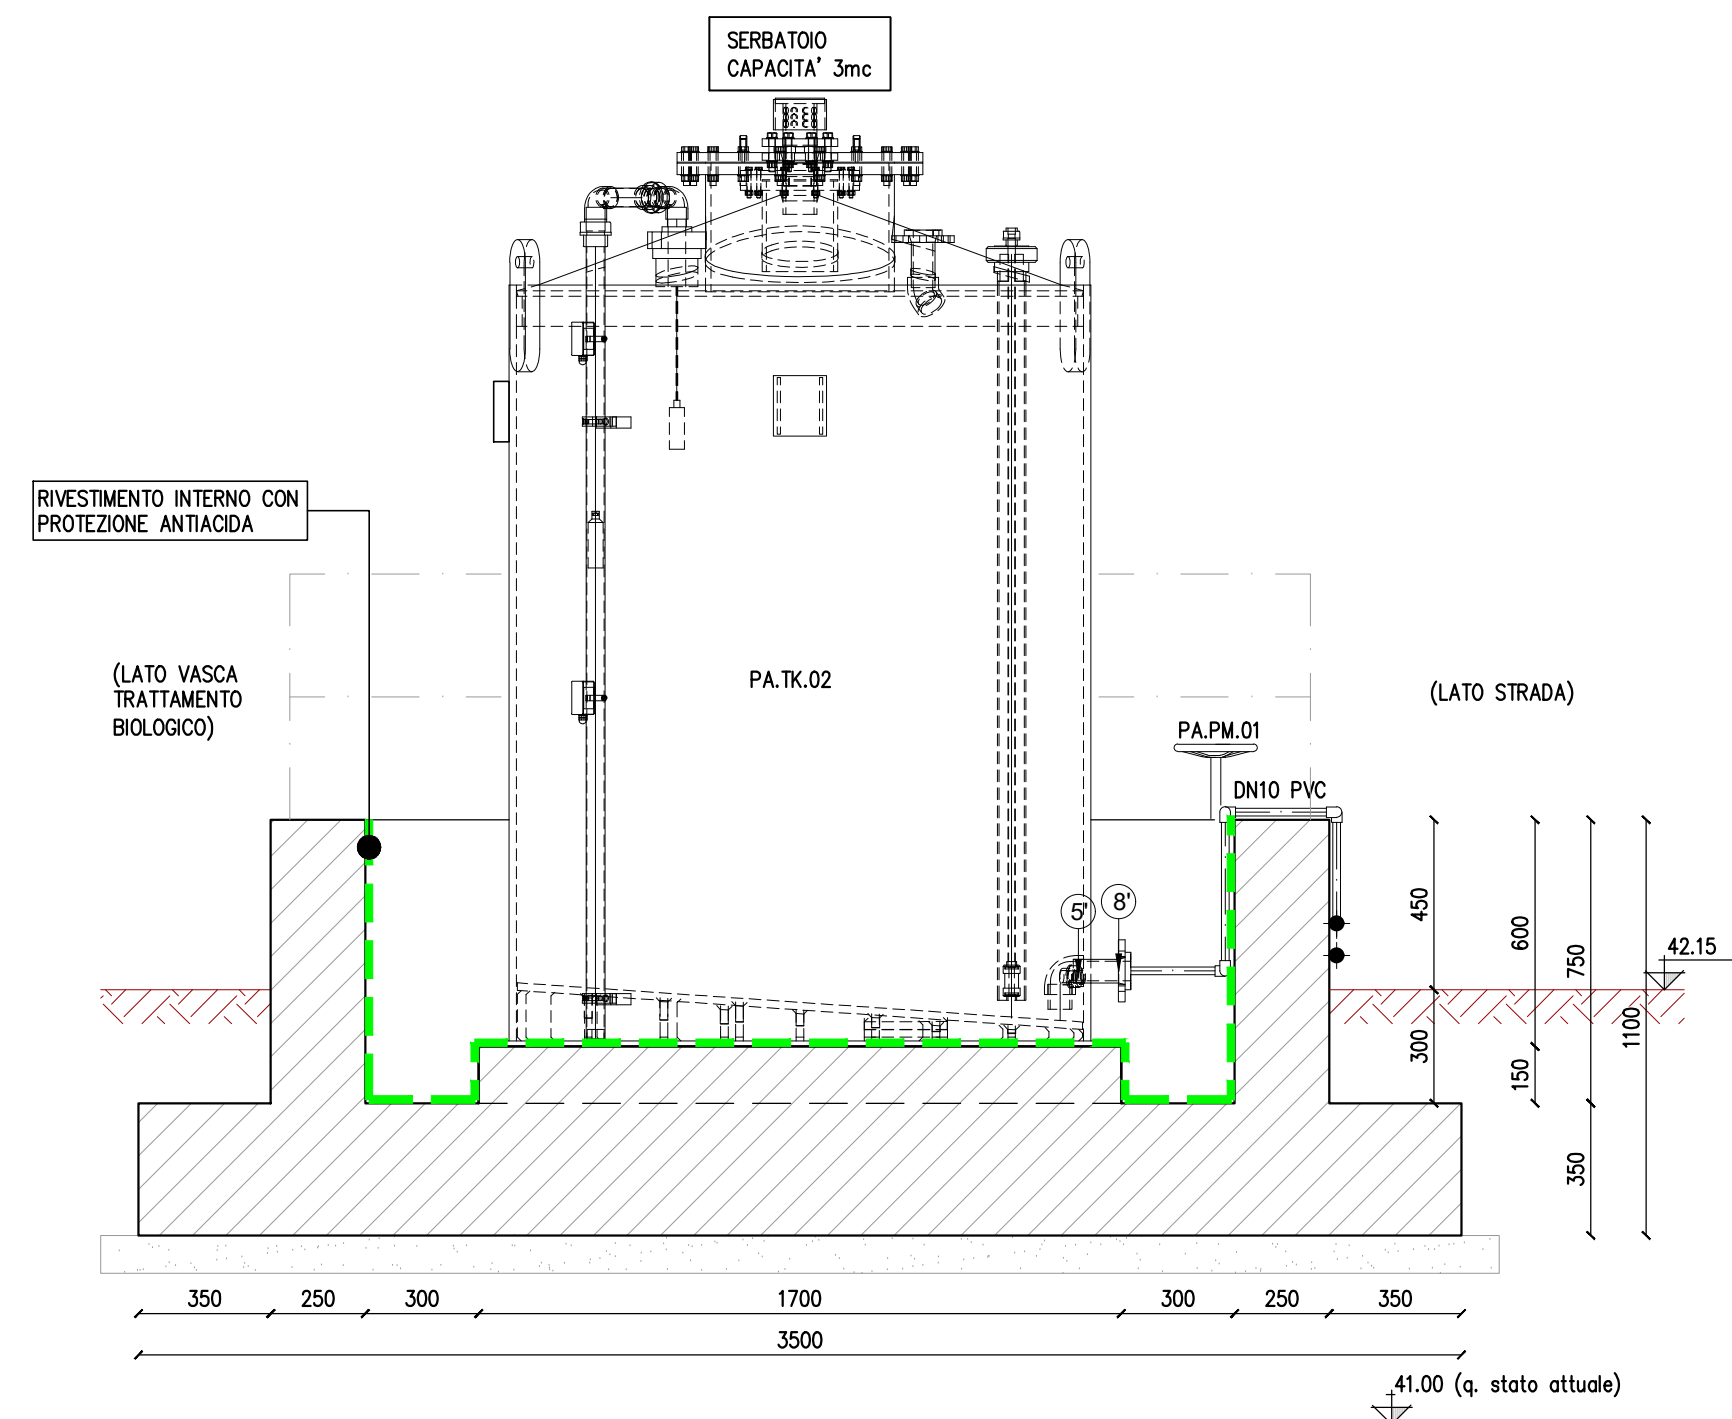 SERBATOIO
CAPACITA' 3mc
RIVESTIMENTO INTERNO CON
PROTEZIONE ANTIACIDA
(LATO VASCA
TRATTAMENTO
BIOLOGICO)
PA.TK.02
(LATO STRADA)
PA.PM.01
DN10 PVC
5'
8'
450
600
750
42.15
300
150
1100
350
350
250
300
1700
300
250
350
3500
41.00 (q. stato attuale)